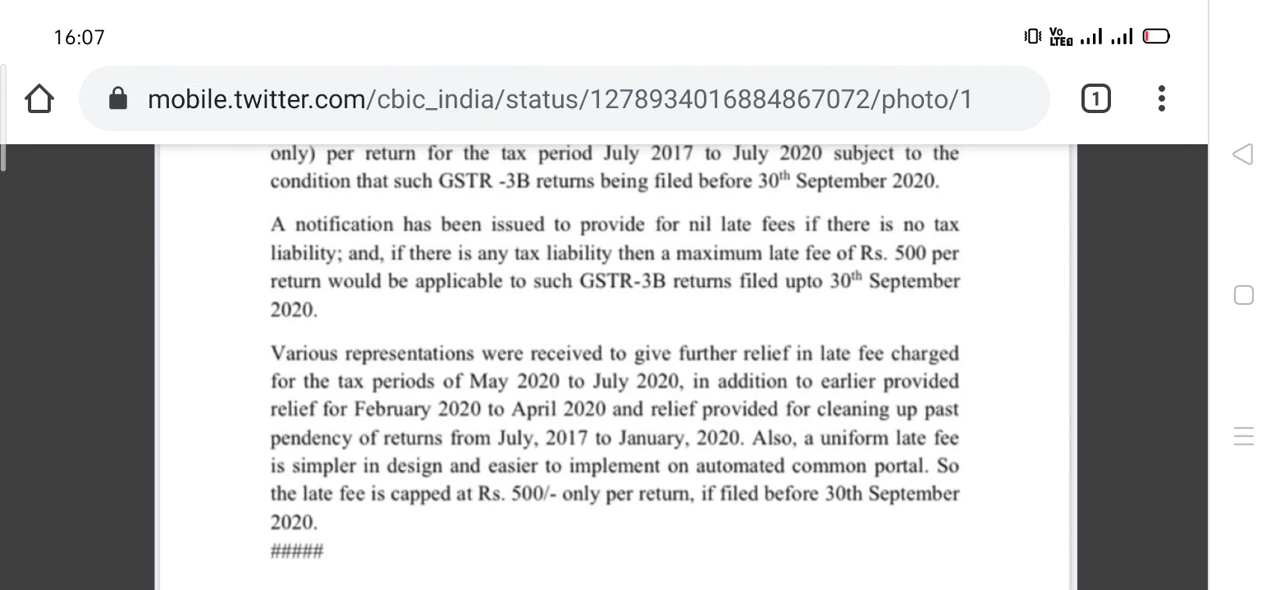 16:07
Vo
LTE
mobile.twitter.com/cbic_india/status/1278934016884867072/photo/1
1
only) per return for the tax period July 2017 to July 2020 subject to the
condition that such GSTR -3B returns being filed before 30th September 2020.
A notification has been issued to provide for nil late fees if there is no tax
liability; and, if there is any tax liability then a maximum late fee of Rs. 500 per
return would be applicable to such GSTR-3B returns filed upto 30th September
2020.
Various representations were received to give further relief in late fee charged
for the tax periods of May 2020 to July 2020, in addition to earlier provided
relief for February 2020 to April 2020 and relief provided for cleaning up past
pendency of returns from July, 2017 to January, 2020. Also, a uniform late fee
is simpler in design and easier to implement on automated common portal. So
the late fee is capped at Rs. 500/- only per return, if filed before 30th September
2020.
#####